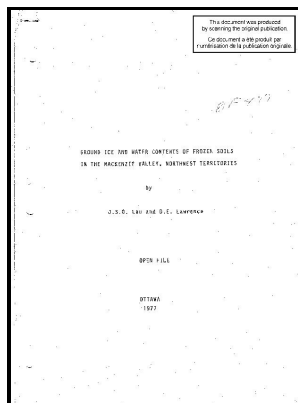 This document was produced
by scanning the original publication.
Ce document a été produit par
numérisation de la publication originale.
OF 477
GROUND ICE AND WATER CONTENTS OF FROZEN SOILS
IN THE MACKENZIE VALLEY, NORTHWEST TERRITORIES
by
J.S.O. Lau and D.E. Lawrence
OPEN FILE
OTTAWA
1977